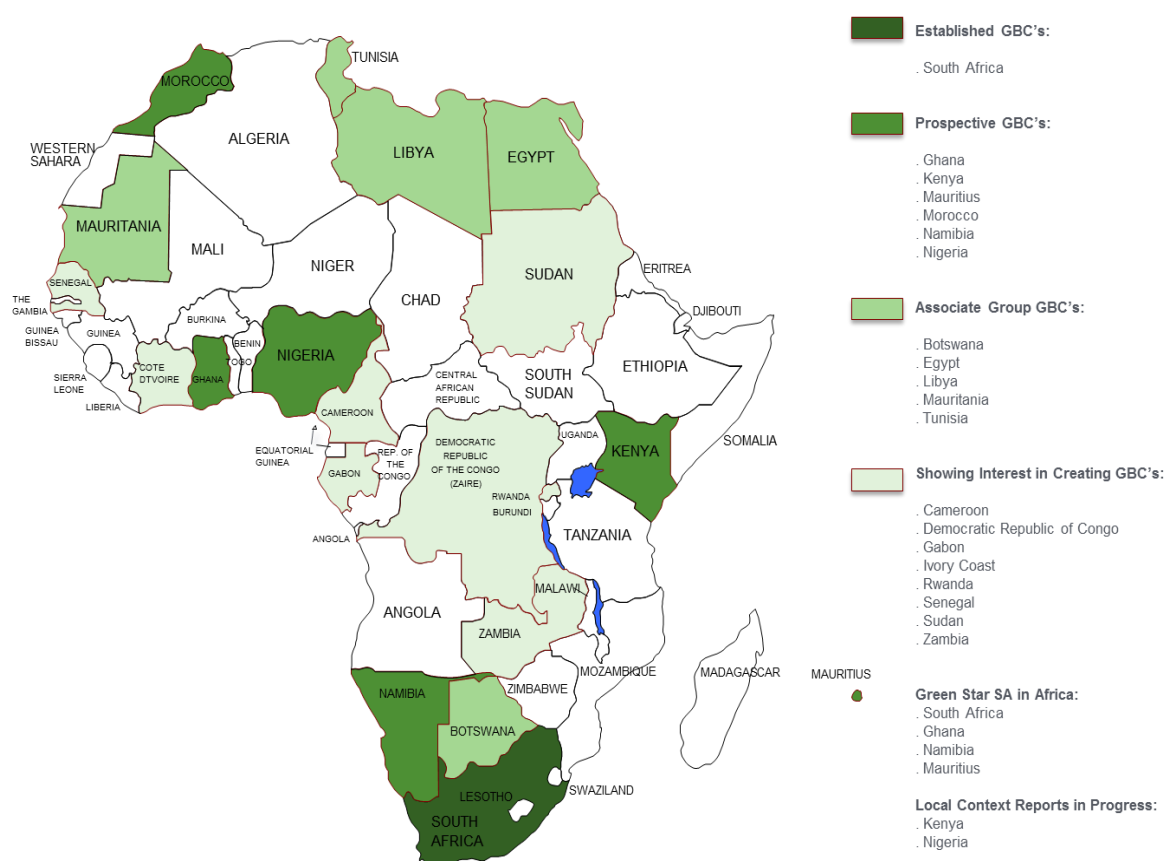 TUNISIA
MOROCCO
ALGERIA
WESTERN
SAHARA
LIBYA
EGYPT
MAURITANIA
MALI
NIGER
SUDAN
CHAD
ERITREA
SENEGAL
THE
GAMBIA
DJIBOUTI
GUINEA
BISSAU
GUINEA
BURKINA
BENIN
NIGERIA
TOGO
GHANA
COTE
DTVOIRE
SIERRA
LEONE
LIBERIA
ETHIOPIA
SOUTH
SUDAN
CENTRAL
AFRICAN
REPUBLIC
CAMEROON
SOMALIA
UGANDA
KENYA
EQUATORIAL
GUINEA
REP. OF
THE
CONGO
DEMOCRATIC
REPUBLIC
OF THE CONGO
(ZAIRE)
GABON
RWANDA
BURUNDI
TANZANIA
ANGOLA
MALAWI
ANGOLA
ZAMBIA
MOZAMBIQUE
MADAGASCAR
MAURITIUS
ZIMBABWE
NAMIBIA
BOTSWANA
SWAZILAND
LESOTHO
SOUTH
AFRICA
Established GBC's:
. South Africa
Prospective GBC's:
. Ghana
. Kenya
. Mauritius
. Morocco
. Namibia
. Nigeria
Associate Group GBC's:
. Botswana
. Egypt
. Libya
. Mauritania
. Tunisia
Showing Interest in Creating GBC's:
. Cameroon
. Democratic Republic of Congo
. Gabon
. Ivory Coast
. Rwanda
. Senegal
. Sudan
. Zambia
Green Star SA in Africa:
. South Africa
. Ghana
. Namibia
. Mauritius
Local Context Reports in Progress:
. Kenya
. Nigeria